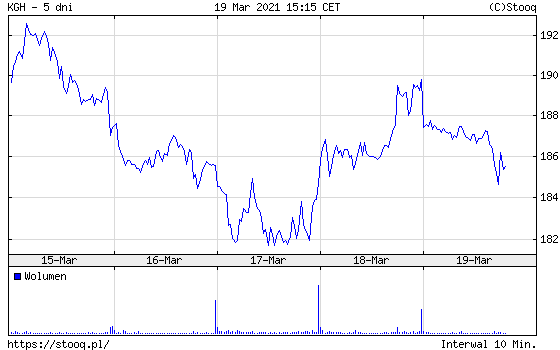 KGH - 5 dni 19 Mar 2021 15:15 CET (C)Stooq
192
190
188
186
184
182
15-Mar 16-Mar 17-Mar 18-Mar 19-Mar
Wolumen
https://stooq.pl/ Interwal 10 Min.